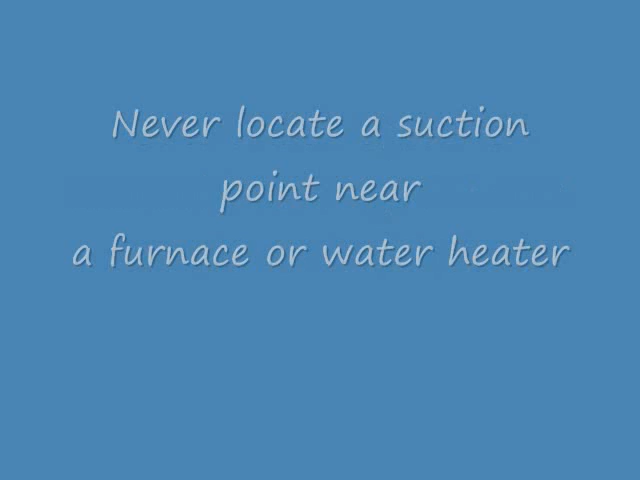 Never locate a suction
point near
a furnace or water heater